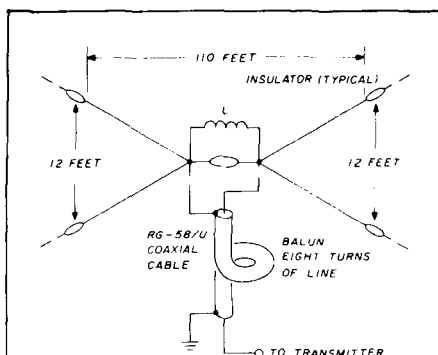 110 FEET
INSULATOR (TYPICAL)
L
12 FEET
12 FEET
RG-58/U
COAXIAL
CABLE
BALUN
EIGHT TURNS
OF LINE
TO TRANSMITTER